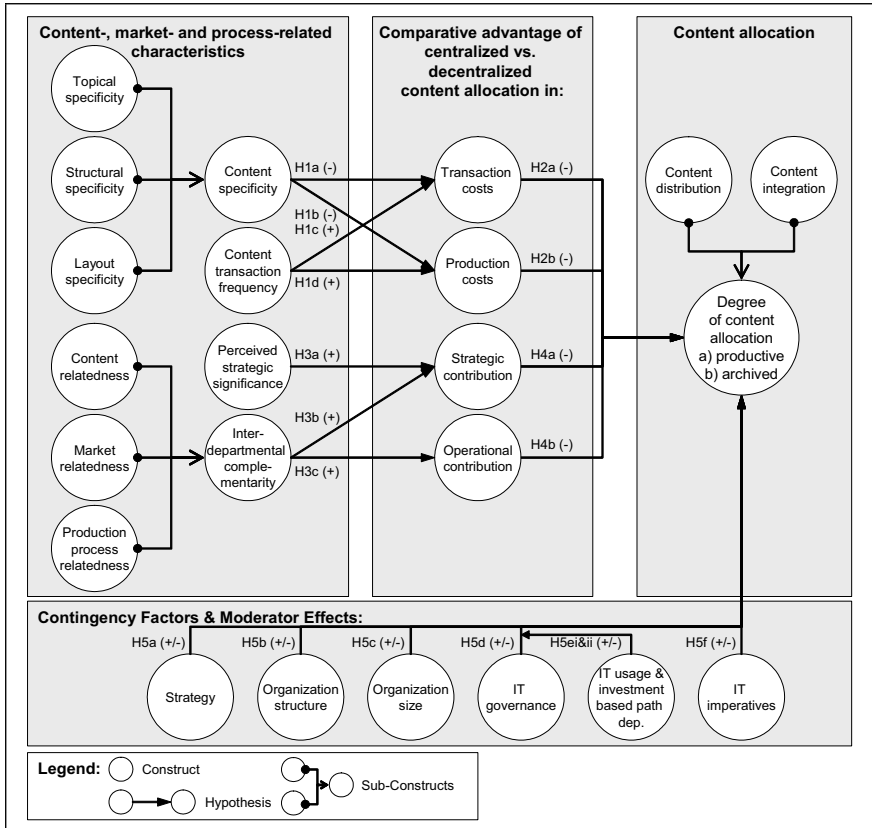 Content-, market- and process-related
characteristics
Comparative advantage of
centralized vs.
decentralized
content allocation in:
Content allocation
Topical
specificity
Structural
specificity
Layout
specificity
Content
relatedness
Market
relatedness
Production
process
relatedness
Content
specificity
Content
transaction
frequency
Perceived
strategic
significance
Inter-
departmental
comple-
mentarity
H1a (-)
H1b (-)
H1c (+)
H1d (+)
H3a (+)
H3b (+)
H3c (+)
Transaction
costs
Production
costs
Strategic
contribution
Operational
contribution
H2a (-)
H2b (-)
H4a (-)
H4b (-)
Content
distribution
Content
integration
Degree
of content
allocation
a) productive
b) archived
Contingency Factors & Moderator Effects:
H5a (+/-)
H5b (+/-)
H5c (+/-)
H5d (+/-)
H5ei&ii (+/-)
H5f (+/-)
Strategy
Organization
structure
Organization
size
IT
governance
IT usage &
investment
based path
dep.
IT
imperatives
Legend:
Construct
Hypothesis
Sub-Constructs